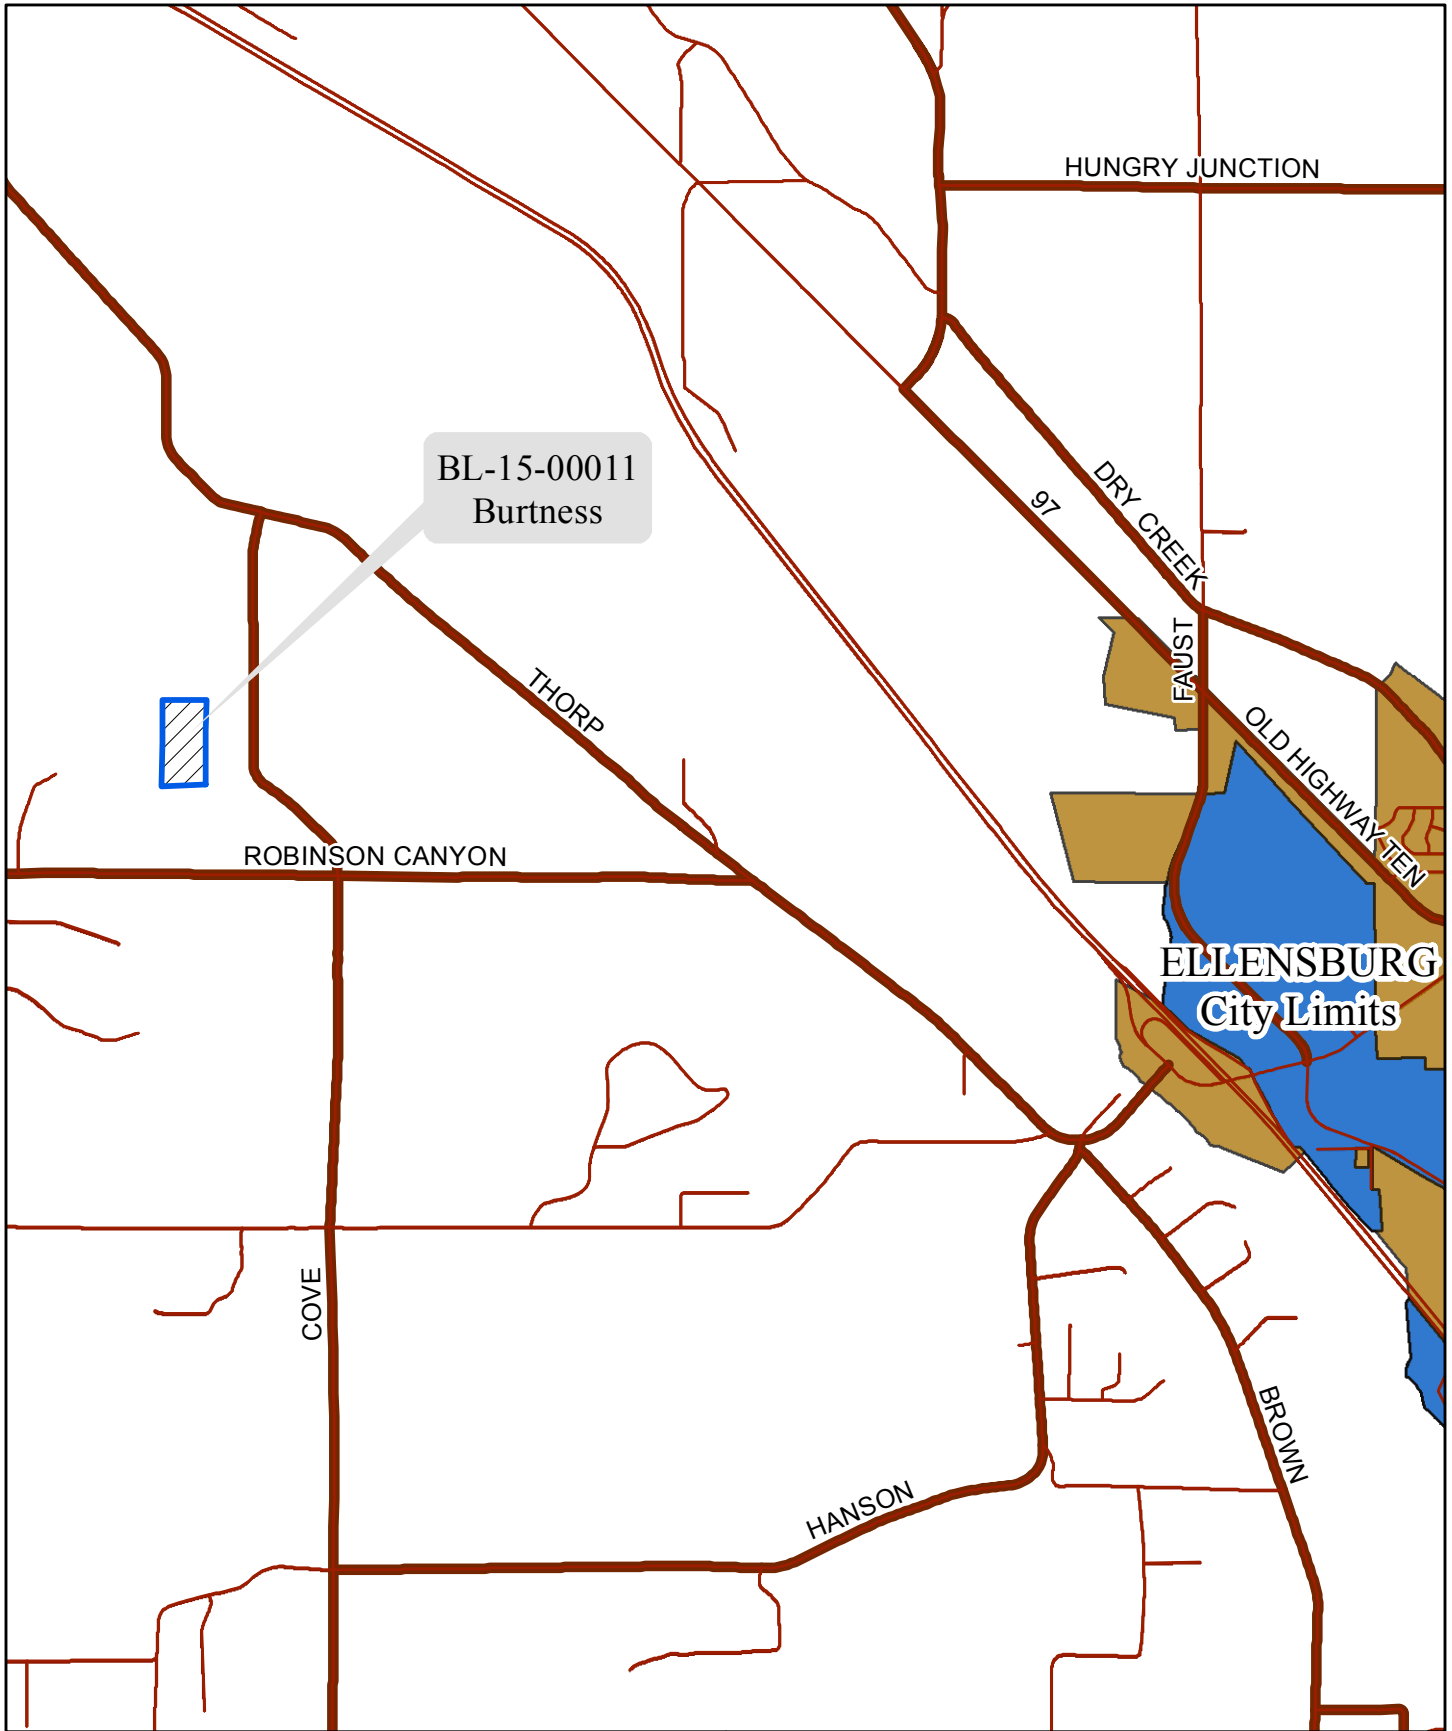 HUNGRY JUNCTION
BL-15-00011
Burtness
DRY CREEK
97
FAUST
THORP
OLD HIGHWAY TEN
ROBINSON CANYON
ELLENSBURG
City Limits
COVE
BROWN
HANSON